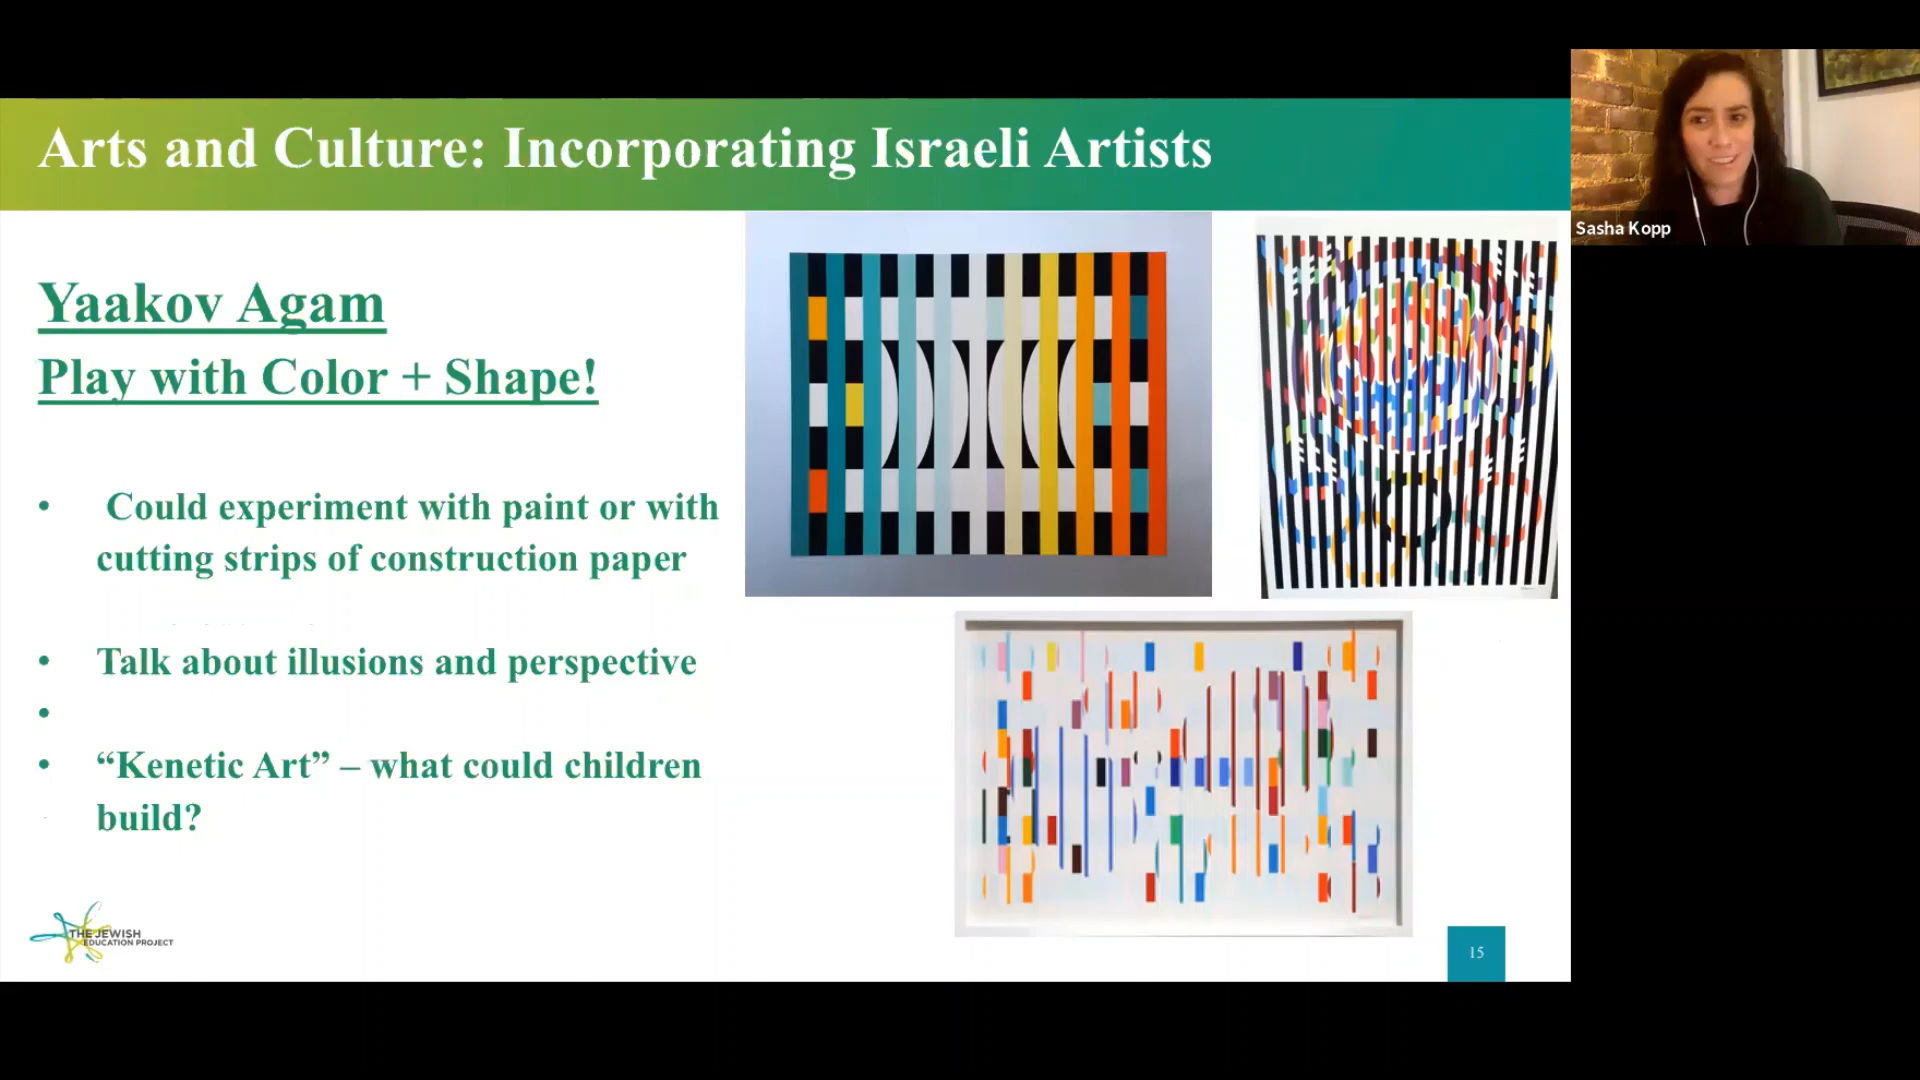 Arts and Culture: Incorporating Israeli Artists
Sasha Kopp
Yaakov Agam
Play with Color + Shape!
• Could experiment with paint or with
cutting strips of construction paper
• Talk about illusions and perspective
•
• “Kenetic Art” – what could children
build?
THE JEWISH
EDUCATION PROJECT
15